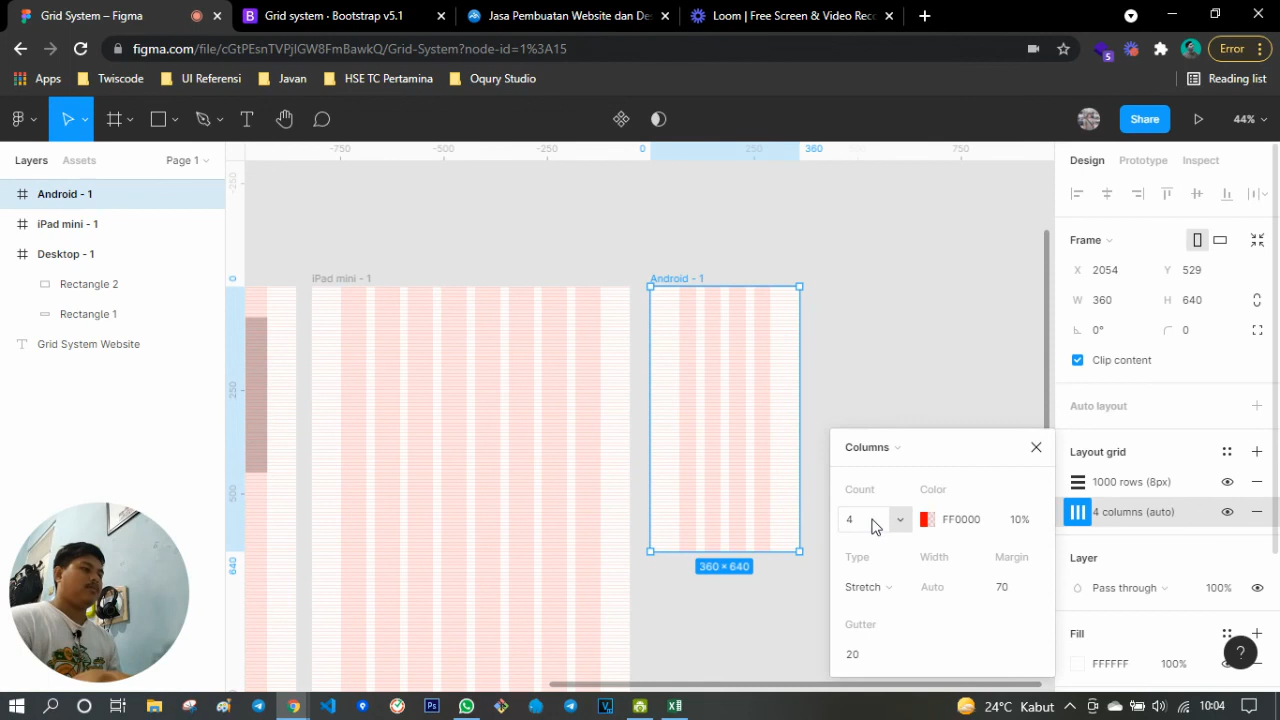 Grid System – Figma
Grid system · Bootstrap v5.1
Jasa Pembuatan Website dan De
Loom | Free Screen & Video Rec
figma.com/file/cGtPEsnTVPjIGW8FmBawkQ/Grid-System?node-id=1%3A15
Error
Apps
Twiscode
UI Referensi
Javan
HSE TC Pertamina
Oqury Studio
Reading list
Share
44%
Layers
Assets
Page 1
-750
-500
-250
0
250
360
750
Design
Prototype
Inspect
Android - 1
iPad mini - 1
Desktop - 1
Rectangle 2
Rectangle 1
Grid System Website
-250
0
250
500
640
iPad mini - 1
Android - 1
360 × 640
Frame
X 2054
Y 529
W 360
H 640
0°
0
Clip content
Auto layout
Layout grid
1000 rows (8px)
4 columns (auto)
Layer
Pass through
100%
Fill
FFFFFF
100%
?
Columns
Count
Color
4
FF0000
10%
Type
Width
Margin
Stretch
Auto
70
Gutter
20
24°C Kabut
10:04